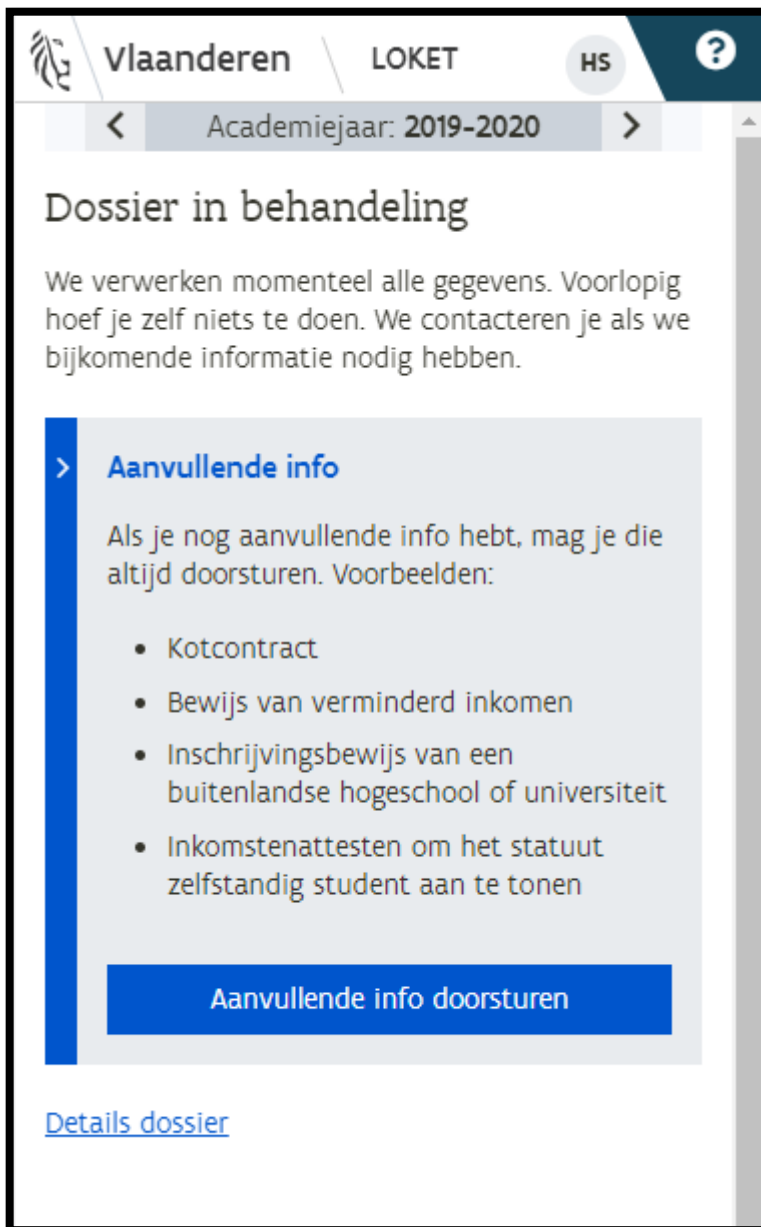 Vlaanderen LOKET HS ?
Academiejaar: 2019-2020
Dossier in behandeling
We verwerken momenteel alle gegevens. Voorlopig
hoef je zelf niets te doen. We contacteren je als we
bijkomende informatie nodig hebben.
Aanvullende info
Als je nog aanvullende info hebt, mag je die
altijd doorsturen. Voorbeelden:
• Kotcontract
• Bewijs van verminderd inkomen
• Inschrijvingsbewijs van een
buitenlandse hogeschool of universiteit
• Inkomstenattesten om het statuut
zelfstandig student aan te tonen
Aanvullende info doorsturen
Details dossier